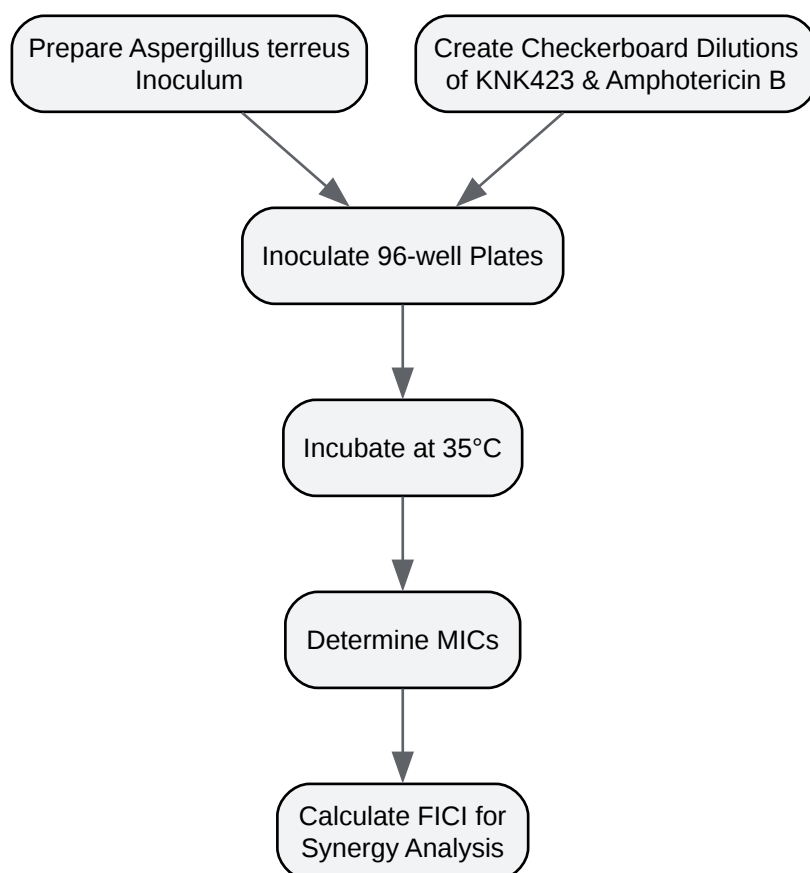 Prepare Aspergillus terreus
Inoculum
Create Checkerboard Dilutions
of KNK423 & Amphotericin B
Inoculate 96-well Plates
Incubate at 35°C
Determine MICs
Calculate FICI for
Synergy Analysis